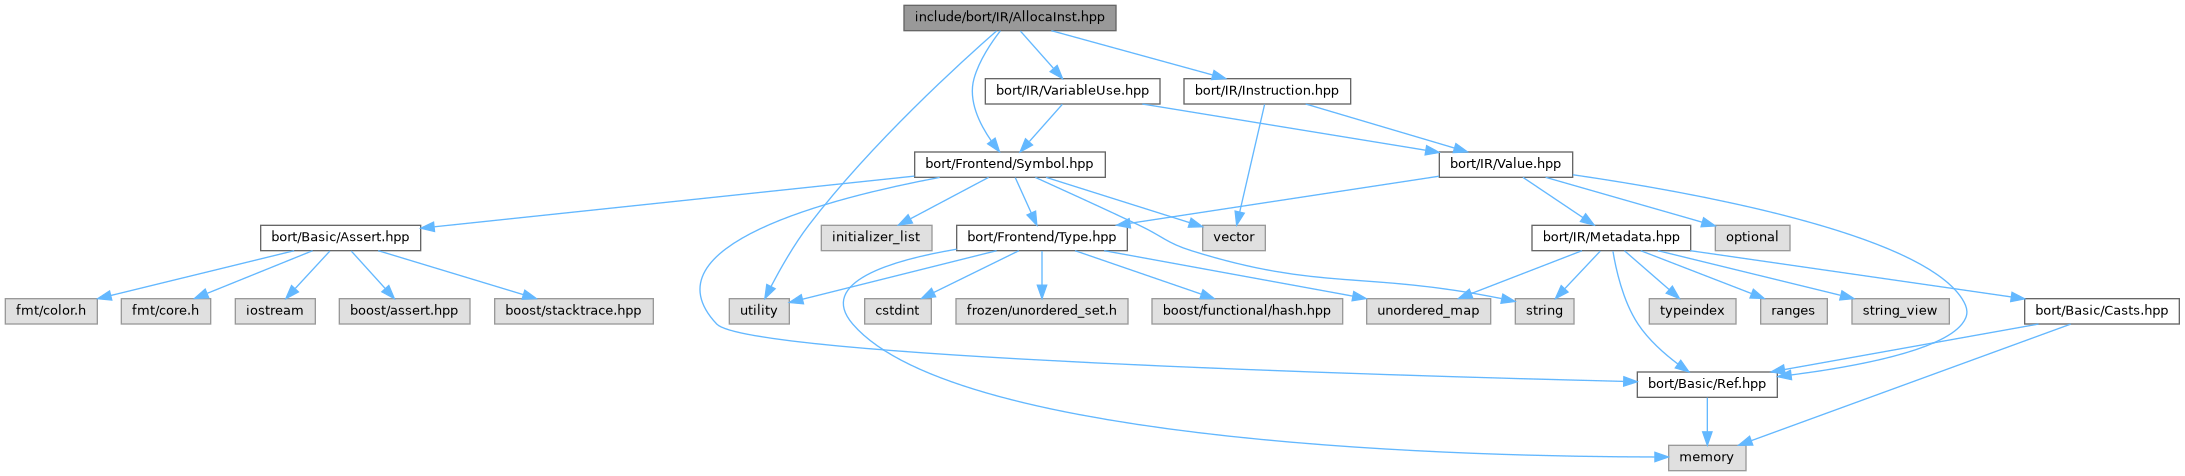 include/bort/IR/AllocaInst.hpp
bort/IR/VariableUse.hpp
bort/IR/Instruction.hpp
bort/Frontend/Symbol.hpp
bort/IR/Value.hpp
bort/Basic/Assert.hpp
initializer_list
bort/Frontend/Type.hpp
vector
bort/IR/Metadata.hpp
optional
fmt/color.h
fmt/core.h
iostream
boost/assert.hpp
boost/stacktrace.hpp
utility
cstdint
frozen/unordered_set.h
boost/functional/hash.hpp
unordered_map
string
typeindex
ranges
string_view
bort/Basic/Casts.hpp
bort/Basic/Ref.hpp
memory